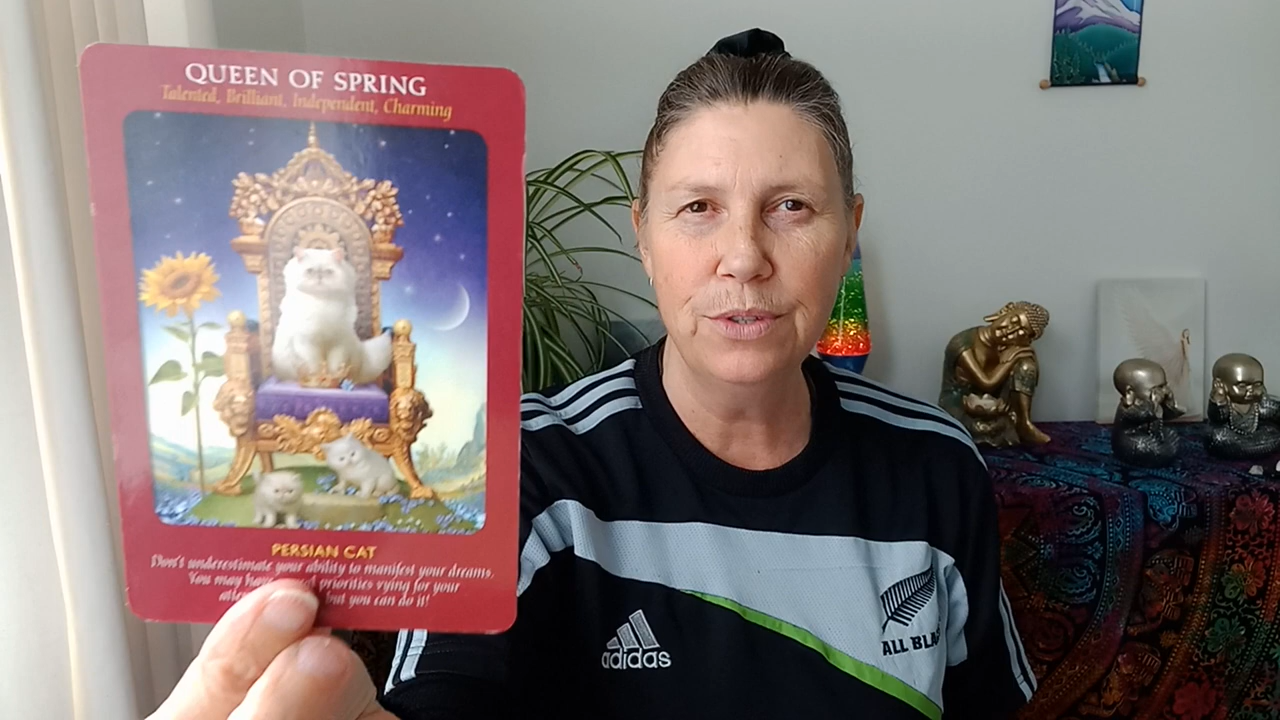 QUEEN OF SPRING
Talented, Brilliant, Independent, Charming
PERSIAN CAT
Don't underestimate your ability to manifest your dreams.
You may have priorities vying for your
but you can do it!
adidas
ALL